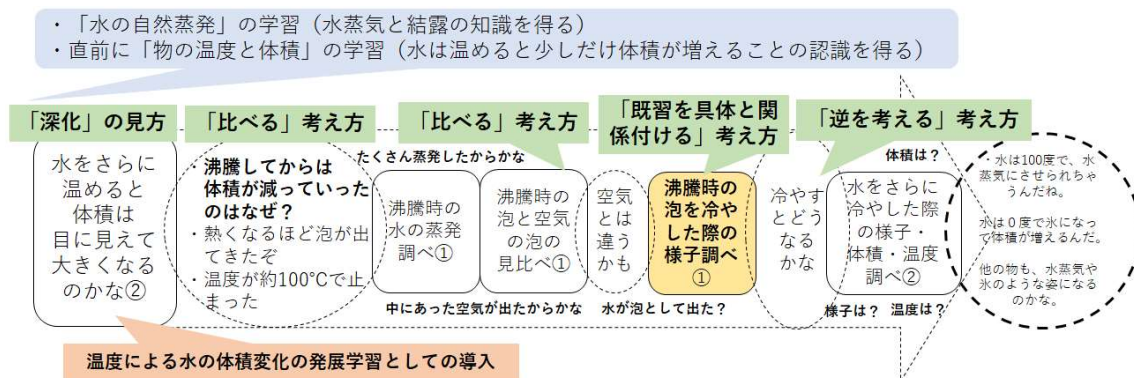 ・「水の自然蒸発」の学習（水蒸気と結露の知識を得る）
・直前に「物の温度と体積」の学習（水は温めると少しだけ体積が増えることの認識を得る）
「深化」の見方
「比べる」考え方
「比べる」考え方
「既習を具体と関
係付ける」考え方
「逆を考える」考え方
水をさらに
温めると
体積は
目に見えて
大きくなる
のかな②
・沸騰してからは
体積が減っていった
のはなぜ？
・熱くなるほど泡が出
てきたぞ
・温度が約100℃で止
まった
たくさん蒸発したからかな
沸騰時の
水の蒸発
調べ①
沸騰時の
泡と空気
の泡の
見比べ①
中にあった空気が出たからかな
空気
とは
違う
かも
水が泡として出た？
沸騰時の
泡を冷や
した際の
様子調べ
①
冷やす
とどう
なる
かな
体積は？
水をさらに
冷やした際
の様子・
体積・温度
調べ②
様子は？
温度は？
・水は100度で、水
蒸気にさせられちゃ
うんだね。
水は０度で氷になっ
て体積が増えるんだ。
他の物も、水蒸気や
氷のような姿になる
のかな。
温度による水の体積変化の発展学習としての導入